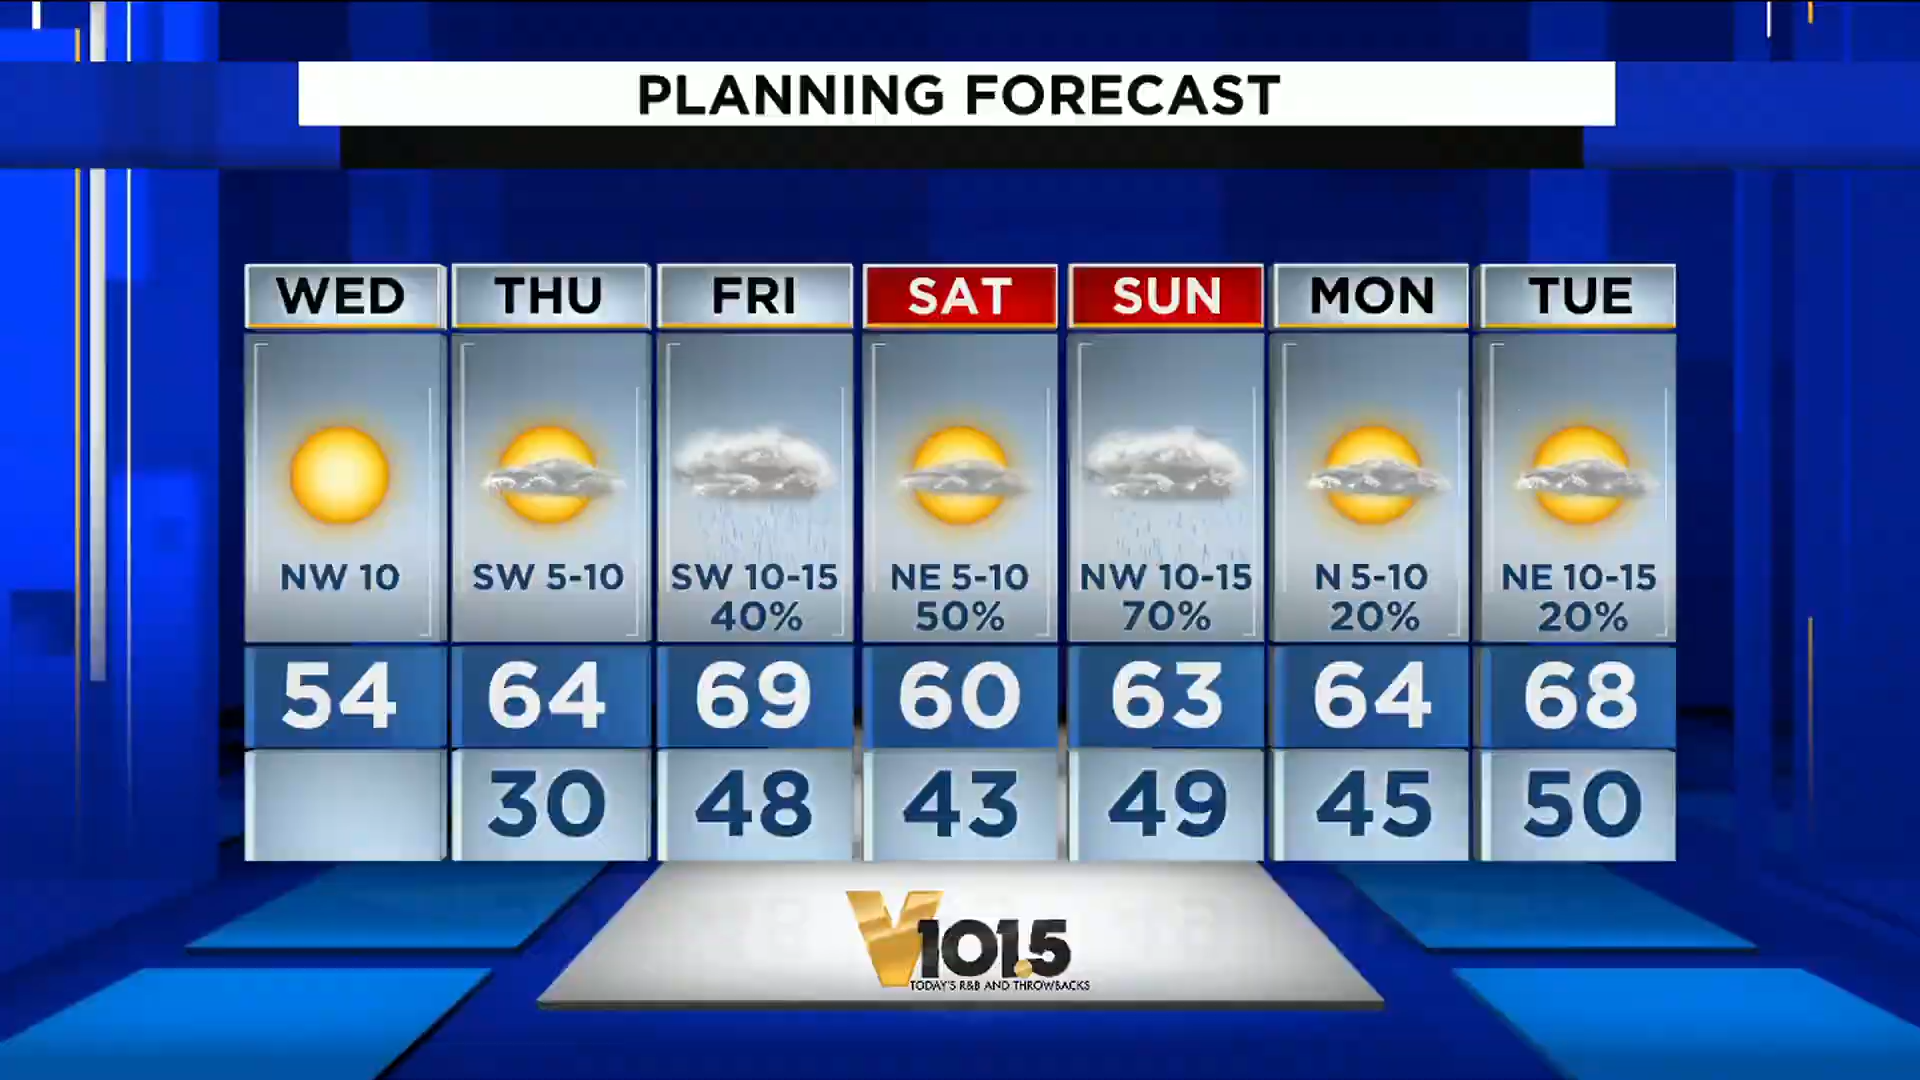 PLANNING FORECAST
WED THU FRI SAT SUN MON TUE
NW 10 SW 5-10 SW 10-15 NE 5-10 NW 10-15 N 5-10 NE 10-15
40% 50% 70% 20% 20%
54 64 69 60 63 64 68
30 48 43 49 45 50
V101.5
TODAY'S R&B AND THROWBACKS